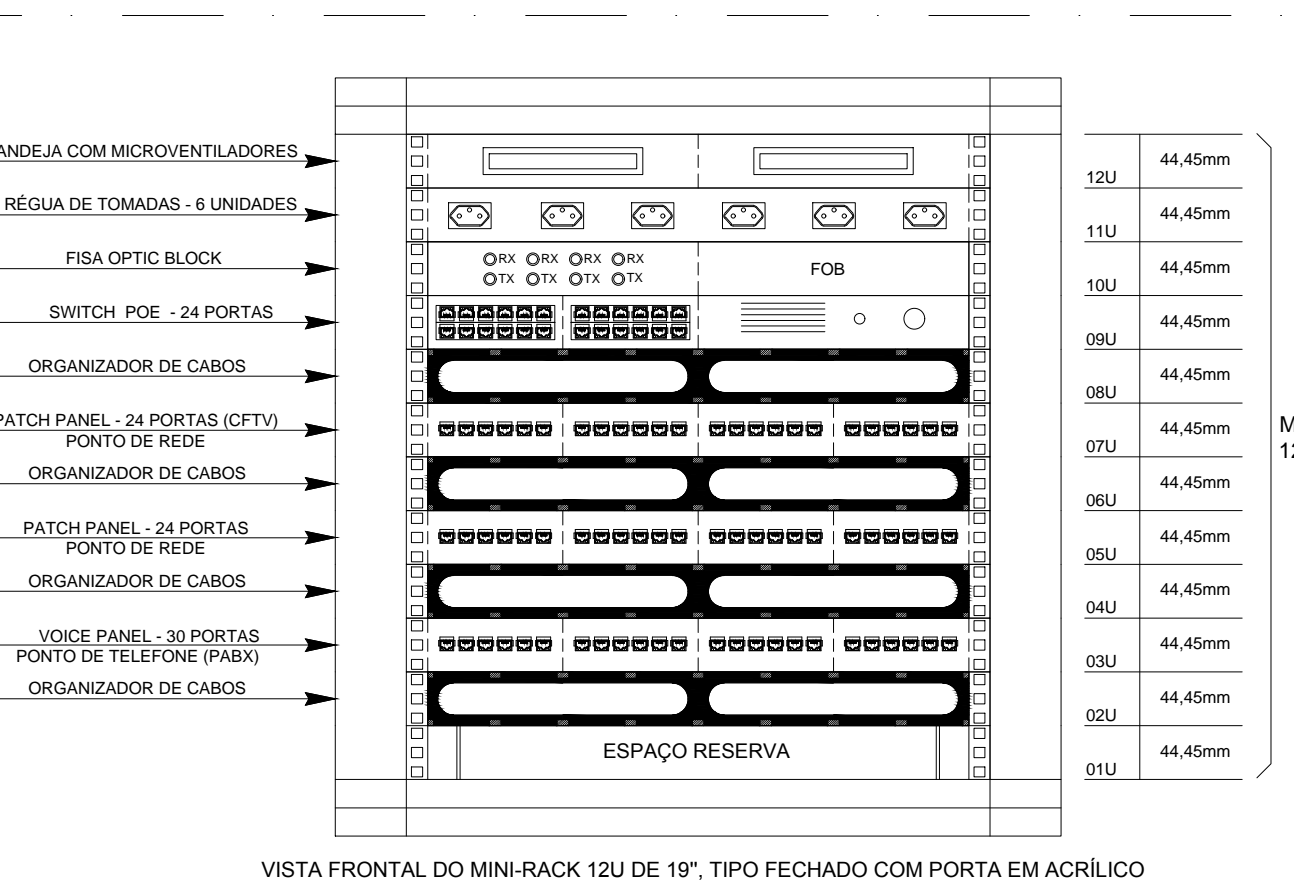 ANDEJA COM MICROVENTILADORES
12U 44,45mm
RÉGUA DE TOMADAS - 6 UNIDADES
11U 44,45mm
FISA OPTIC BLOCK
RX RX RX RX
TX TX TX TX
FOB
10U 44,45mm
SWITCH POE - 24 PORTAS
09U 44,45mm
ORGANIZADOR DE CABOS
08U 44,45mm
PATCH PANEL - 24 PORTAS (CFTV)
PONTO DE REDE
07U 44,45mm
M
12
ORGANIZADOR DE CABOS
06U 44,45mm
PATCH PANEL - 24 PORTAS
PONTO DE REDE
05U 44,45mm
ORGANIZADOR DE CABOS
04U 44,45mm
VOICE PANEL - 30 PORTAS
PONTO DE TELEFONE (PABX)
03U 44,45mm
ORGANIZADOR DE CABOS
02U 44,45mm
ESPAÇO RESERVA
01U 44,45mm
VISTA FRONTAL DO MINI-RACK 12U DE 19", TIPO FECHADO COM PORTA EM ACRÍLICO